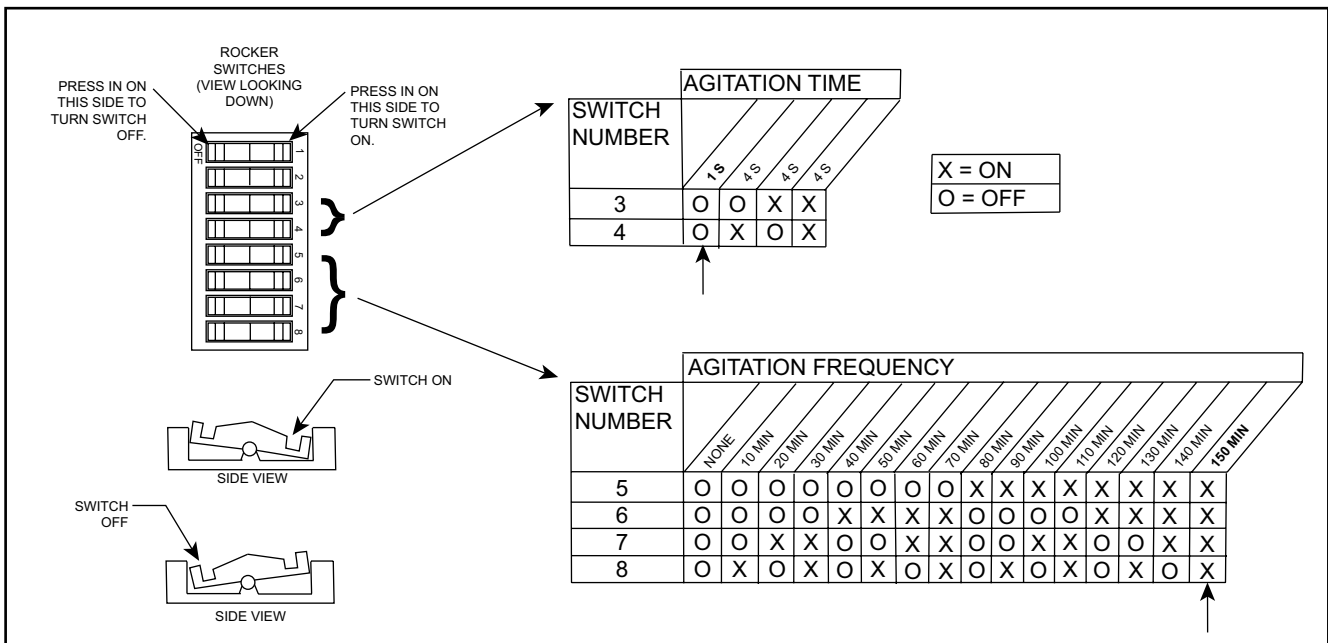 ROCKER
SWITCHES
(VIEW LOOKING
DOWN)
PRESS IN ON
THIS SIDE TO
TURN SWITCH
OFF.
PRESS IN ON
THIS SIDE TO
TURN SWITCH
ON.
OFF
1
2
3
4
5
6
7
8
SWITCH ON
SIDE VIEW
SWITCH
OFF
SIDE VIEW
AGITATION TIME
SWITCH
NUMBER
1 S 4 S 4 S 4 S
3 O O X X
4 O X O X
X = ON
O = OFF
AGITATION FREQUENCY
SWITCH
NUMBER
NONE 10 MIN 20 MIN 30 MIN 40 MIN 50 MIN 60 MIN 70 MIN 80 MIN 90 MIN 100 MIN 110 MIN 120 MIN 130 MIN 140 MIN 150 MIN
5 O O O O O O O O X X X X X X X X
6 O O O O X X X X O O O O X X X X
7 O O X X O O X X O O X X O O X X
8 O X O X O X O X O X O X O X O X